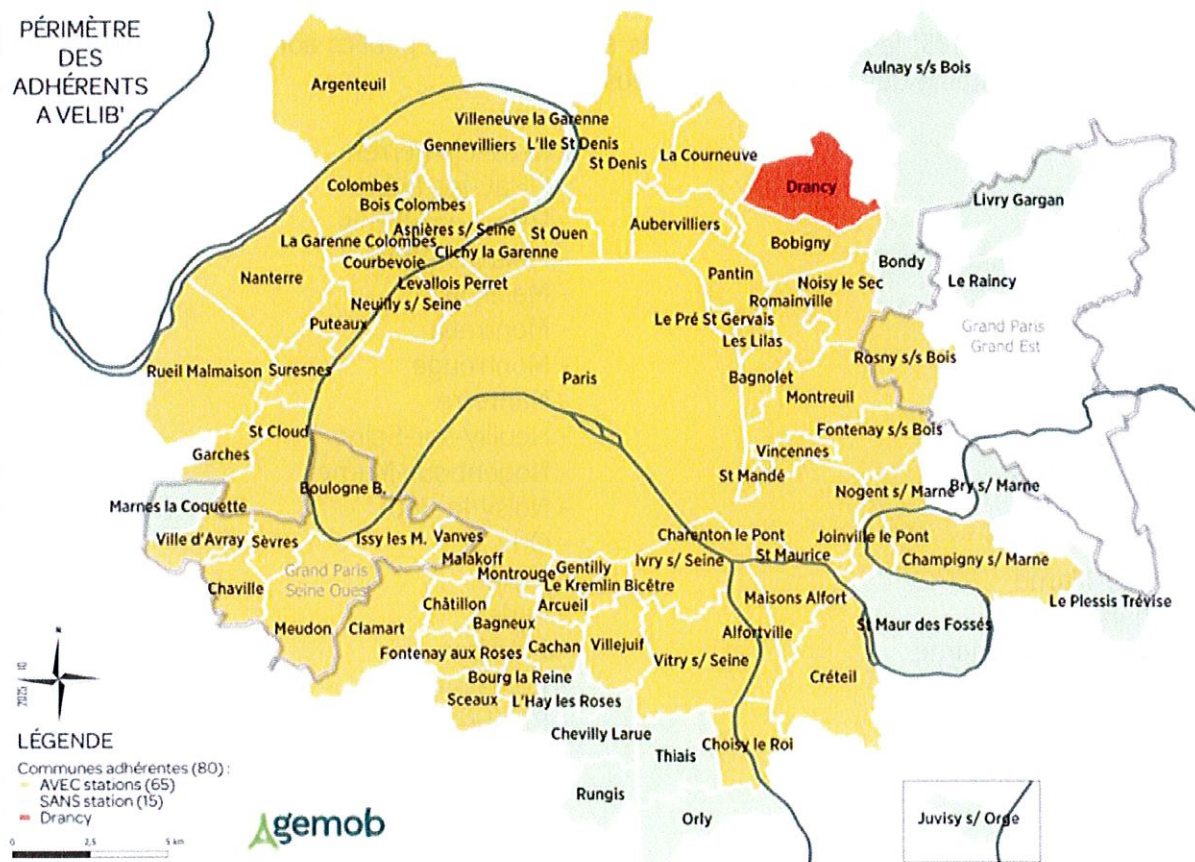 PÉRIMÈTRE
DES
ADHÉRENTS
A VELIB'
Argenteuil
Aulnay s/s Bois
Villeneuve la Garenne
Gennevilliers
L'Ile St Denis
St Denis
La Courneuve
Drancy
Livry Gargan
Colombes
Bois Colombes
Asnières s/ Seine
St Ouen
Aubervilliers
Bobigny
La Garenne Colombes
Clichy la Garenne
Courbevoie
Bondy
Nanterre
Levallois Perret
Pantin
Noisy le Sec
Le Raincy
Neuilly s/ Seine
Romainville
Puteaux
Le Pré St Gervais
Grand Paris
Grand Est
Les Lilas
Rosny s/s Bois
Rueil Malmaison
Suresnes
Paris
Bagnolet
Montreuil
St Cloud
Fontenay s/s Bois
Garches
Vincennes
St Mandé
Boulogne B.
Nogent s/ Marne
Bry s/ Marne
Marnes la Coquette
Ville d'Avray
Sèvres
Issy les M.
Vanves
Charenton le Pont
Joinville le Pont
Malakoff
Ivry s/ Seine
St Maurice
Champigny s/ Marne
Montrouge
Gentilly
Grand Paris
Seine Ouest
Le Kremlin Bicêtre
Chaville
Maisons Alfort
Le Plessis Trévise
Châtillon
Arcueil
Bagneux
Meudon
Clamart
Alfortville
St Maur des Fossés
Fontenay aux Roses
Cachan
Villejuif
Vitry s/ Seine
Bourg la Reine
Créteil
Sceaux
L'Hay les Roses
Chevilly Larue
Thiais
Choisy le Roi
Rungis
Orly
Juvisy s/ Orge
N
2025 10
LÉGENDE
Communes adhérentes (80) :
AVEC stations (65)
SANS station (15)
Drancy
0 2,5 5 km
agemob